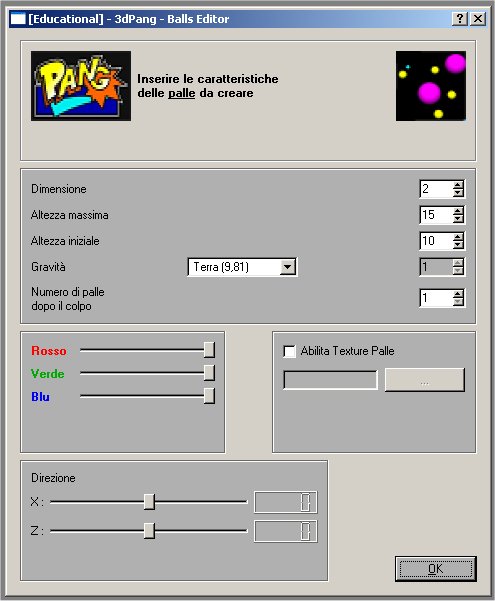 [Educational] - 3dPang - Balls Editor
PANG
Inserire le caratteristiche
delle palle da creare
Dimensione 2
Altezza massima 15
Altezza iniziale 10
Gravità Terra (9,81) 1
Numero di palle
dopo il colpo 1
Rosso
Verde
Blu
Abilita Texture Palle
...
Direzione
X :
Z :
OK